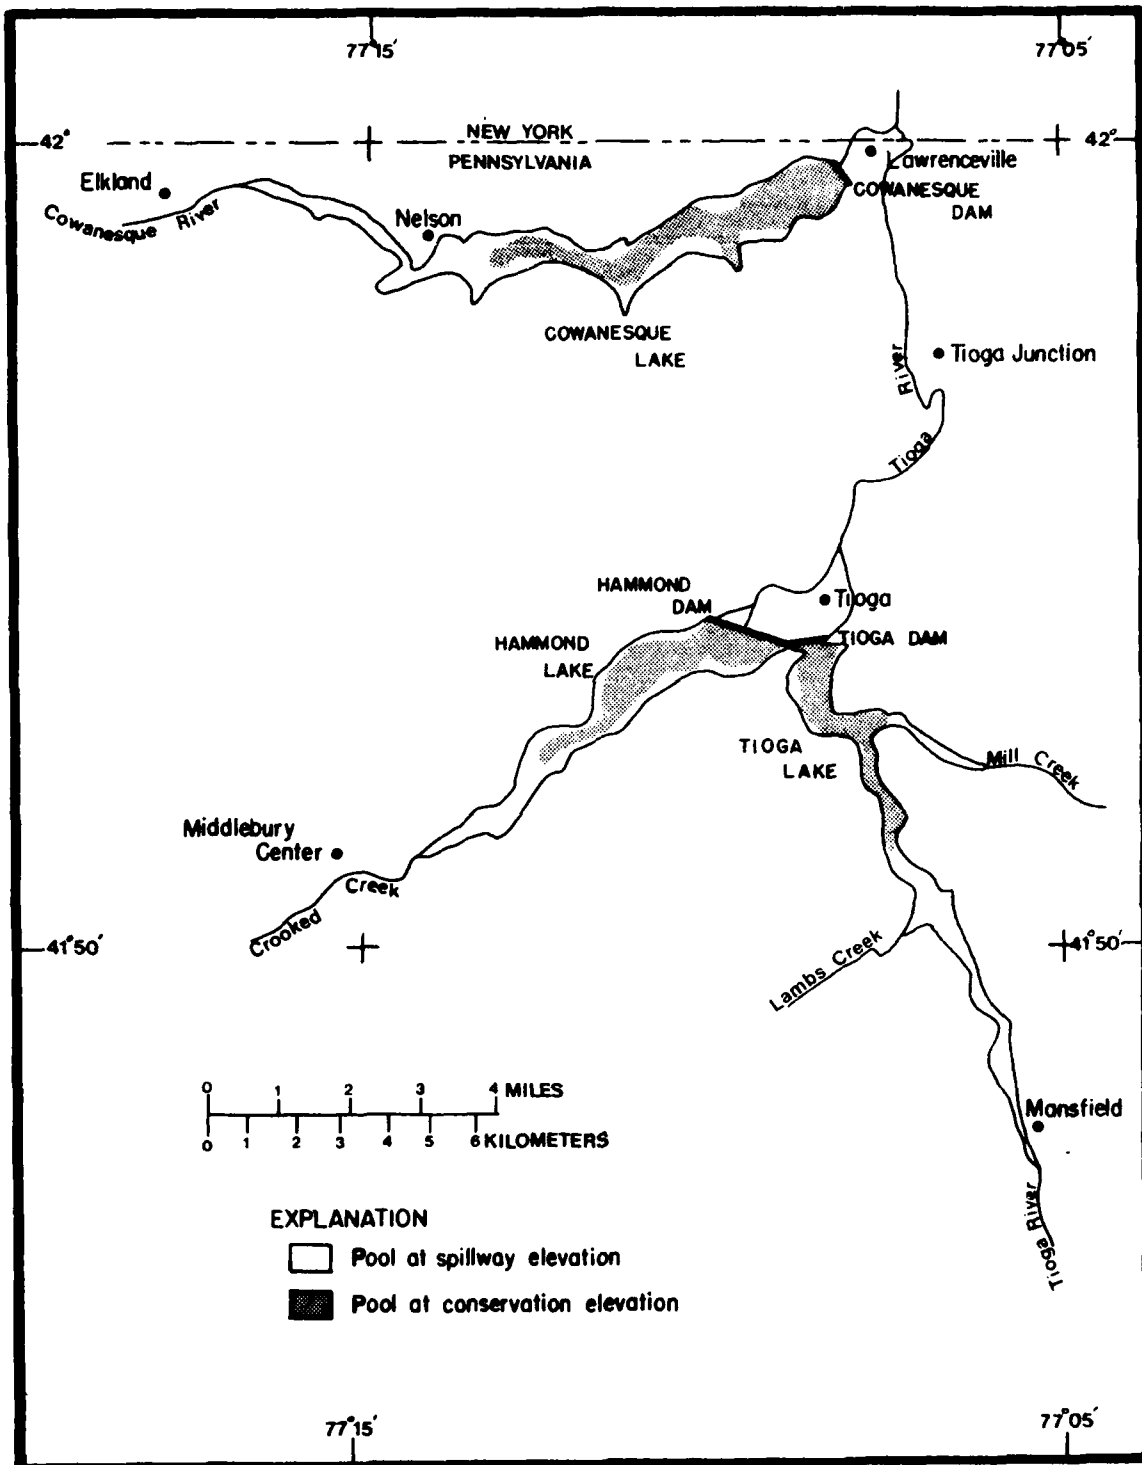 77°15' 77°05'
42° NEW YORK 42°
PENNSYLVANIA
Lawrenceville
Elkland
COWANESQUE
DAM
Cowanesque River
Nelson
COWANESQUE
LAKE
River
Tioga Junction
Tioga
HAMMOND
DAM
Tioga
HAMMOND
LAKE
TIOGA DAM
TIOGA
LAKE
Mill Creek
Middlebury
Center
Crooked Creek
41°50' 41°50'
Lambs Creek
0 1 2 3 4 MILES
0 1 2 3 4 5 6 KILOMETERS
Mansfield
Tioga River
EXPLANATION
Pool at spillway elevation
Pool at conservation elevation
77°15' 77°05'